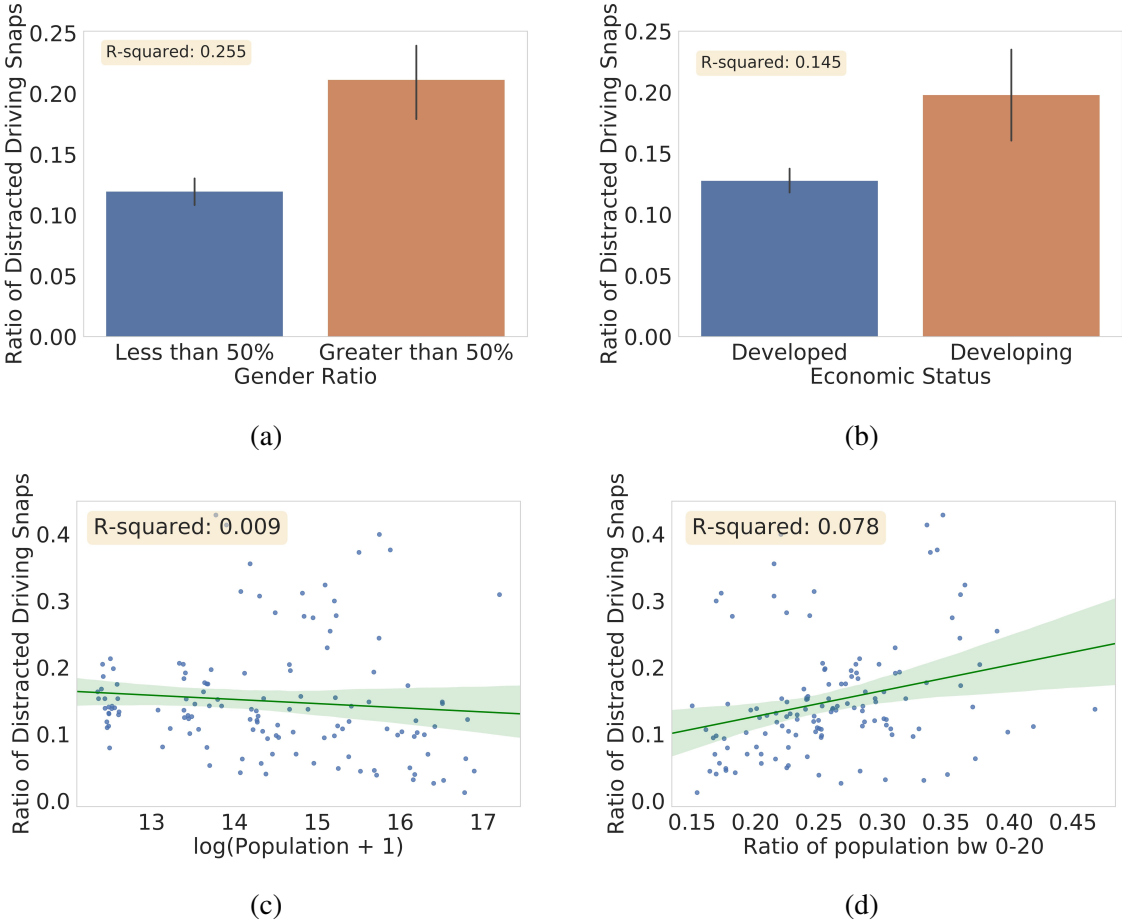 Ratio of Distracted Driving Snaps
0.25
0.20
0.15
0.10
0.05
0.00
R-squared: 0.255
Less than 50% Greater than 50%
Gender Ratio
(a)
Ratio of Distracted Driving Snaps
0.25
0.20
0.15
0.10
0.05
0.00
R-squared: 0.145
Developed Developing
Economic Status
(b)
Ratio of Distracted Driving Snaps
0.4
0.3
0.2
0.1
0.0
R-squared: 0.009
13 14 15 16 17
log(Population + 1)
(c)
Ratio of Distracted Driving Snaps
0.4
0.3
0.2
0.1
0.0
R-squared: 0.078
0.15 0.20 0.25 0.30 0.35 0.40 0.45
Ratio of population bw 0-20
(d)